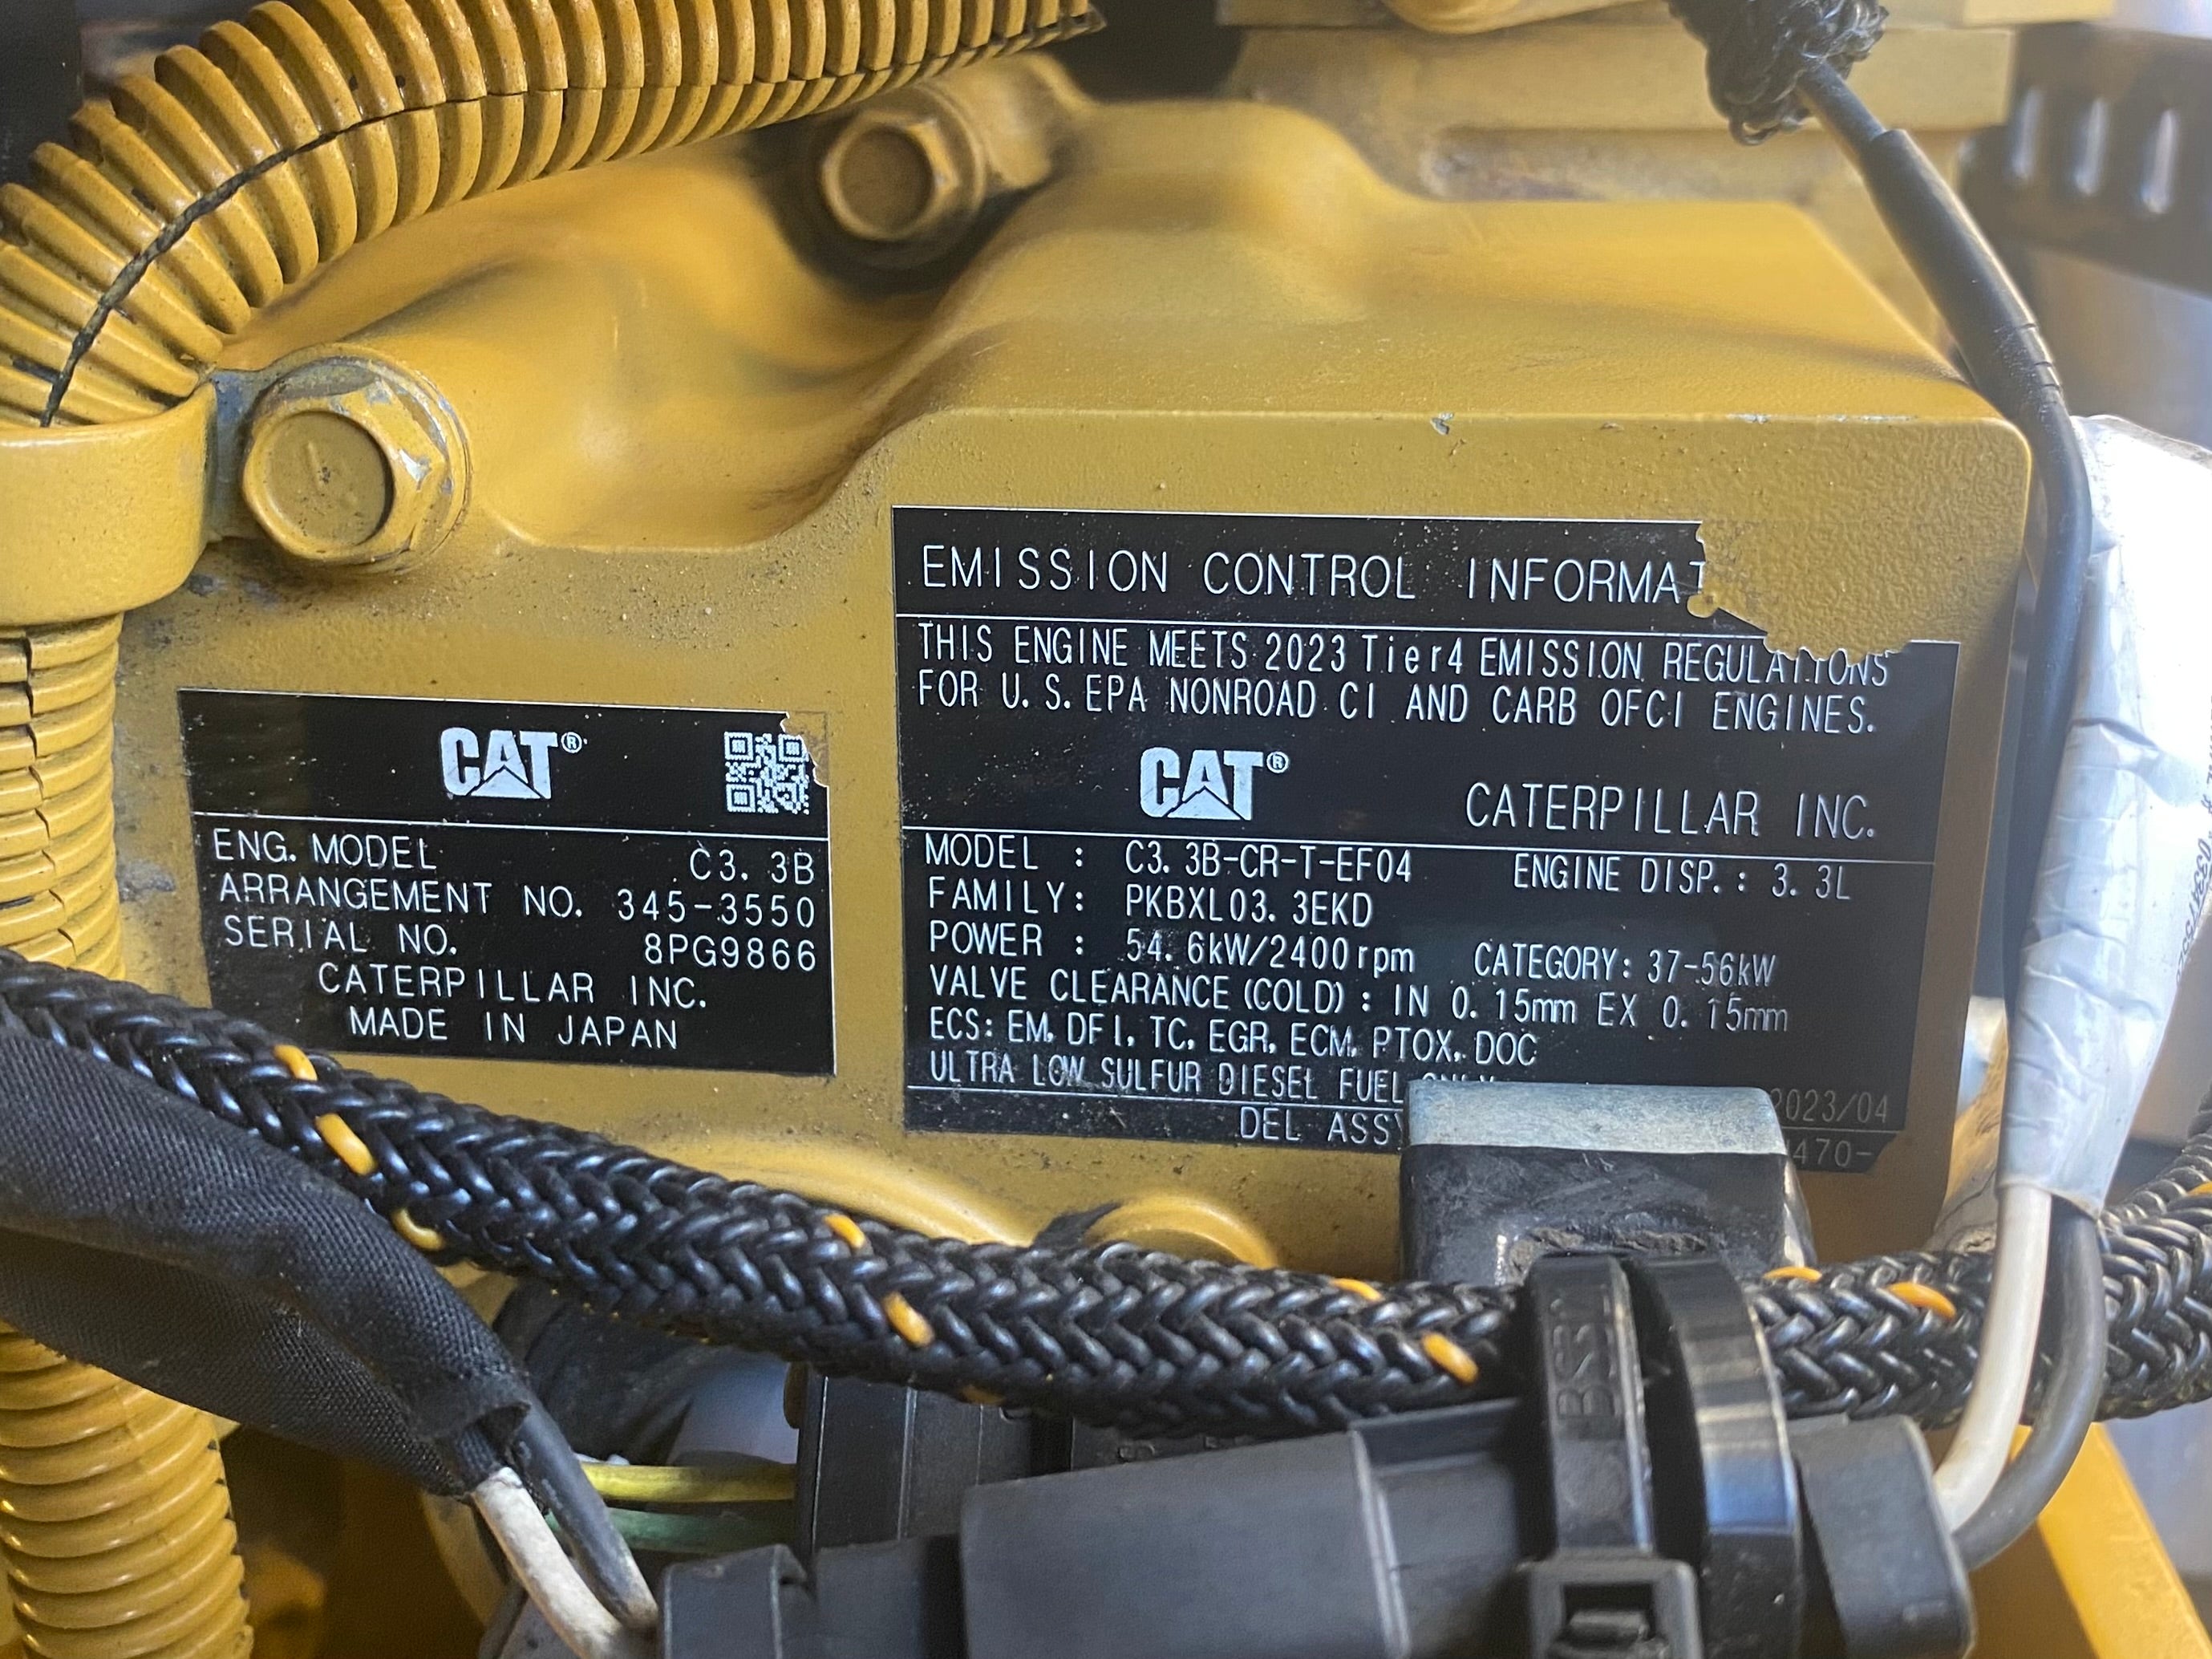 CAT®
ENG. MODEL C3.3B
ARRANGEMENT NO. 345-3550
SERIAL NO. 8PG9866
CATERPILLAR INC.
MADE IN JAPAN
EMISSION CONTROL
THIS ENGINE MEETS 2023 Tier4 EMISSION REGULATIONS
FOR U.S. EPA NONROAD CI AND CARB OFCI ENGINES.
CAT® CATERPILLAR INC.
MODEL : C3.3B-CR-T-EF04 ENGINE DISP.: 3.3L
FAMILY: PKBXL03.3EKD
POWER : 54.6kW/2400rpm CATEGORY: 37-56kW
VALVE CLEARANCE (COLD) : IN 0.15mm EX 0.15mm
ECS: EM, DFI, TC, EGR, ECM, PTOX, DOC
ULTRA LOW SULFUR DIESEL FUEL 2023/04
DEL ASSY 470-